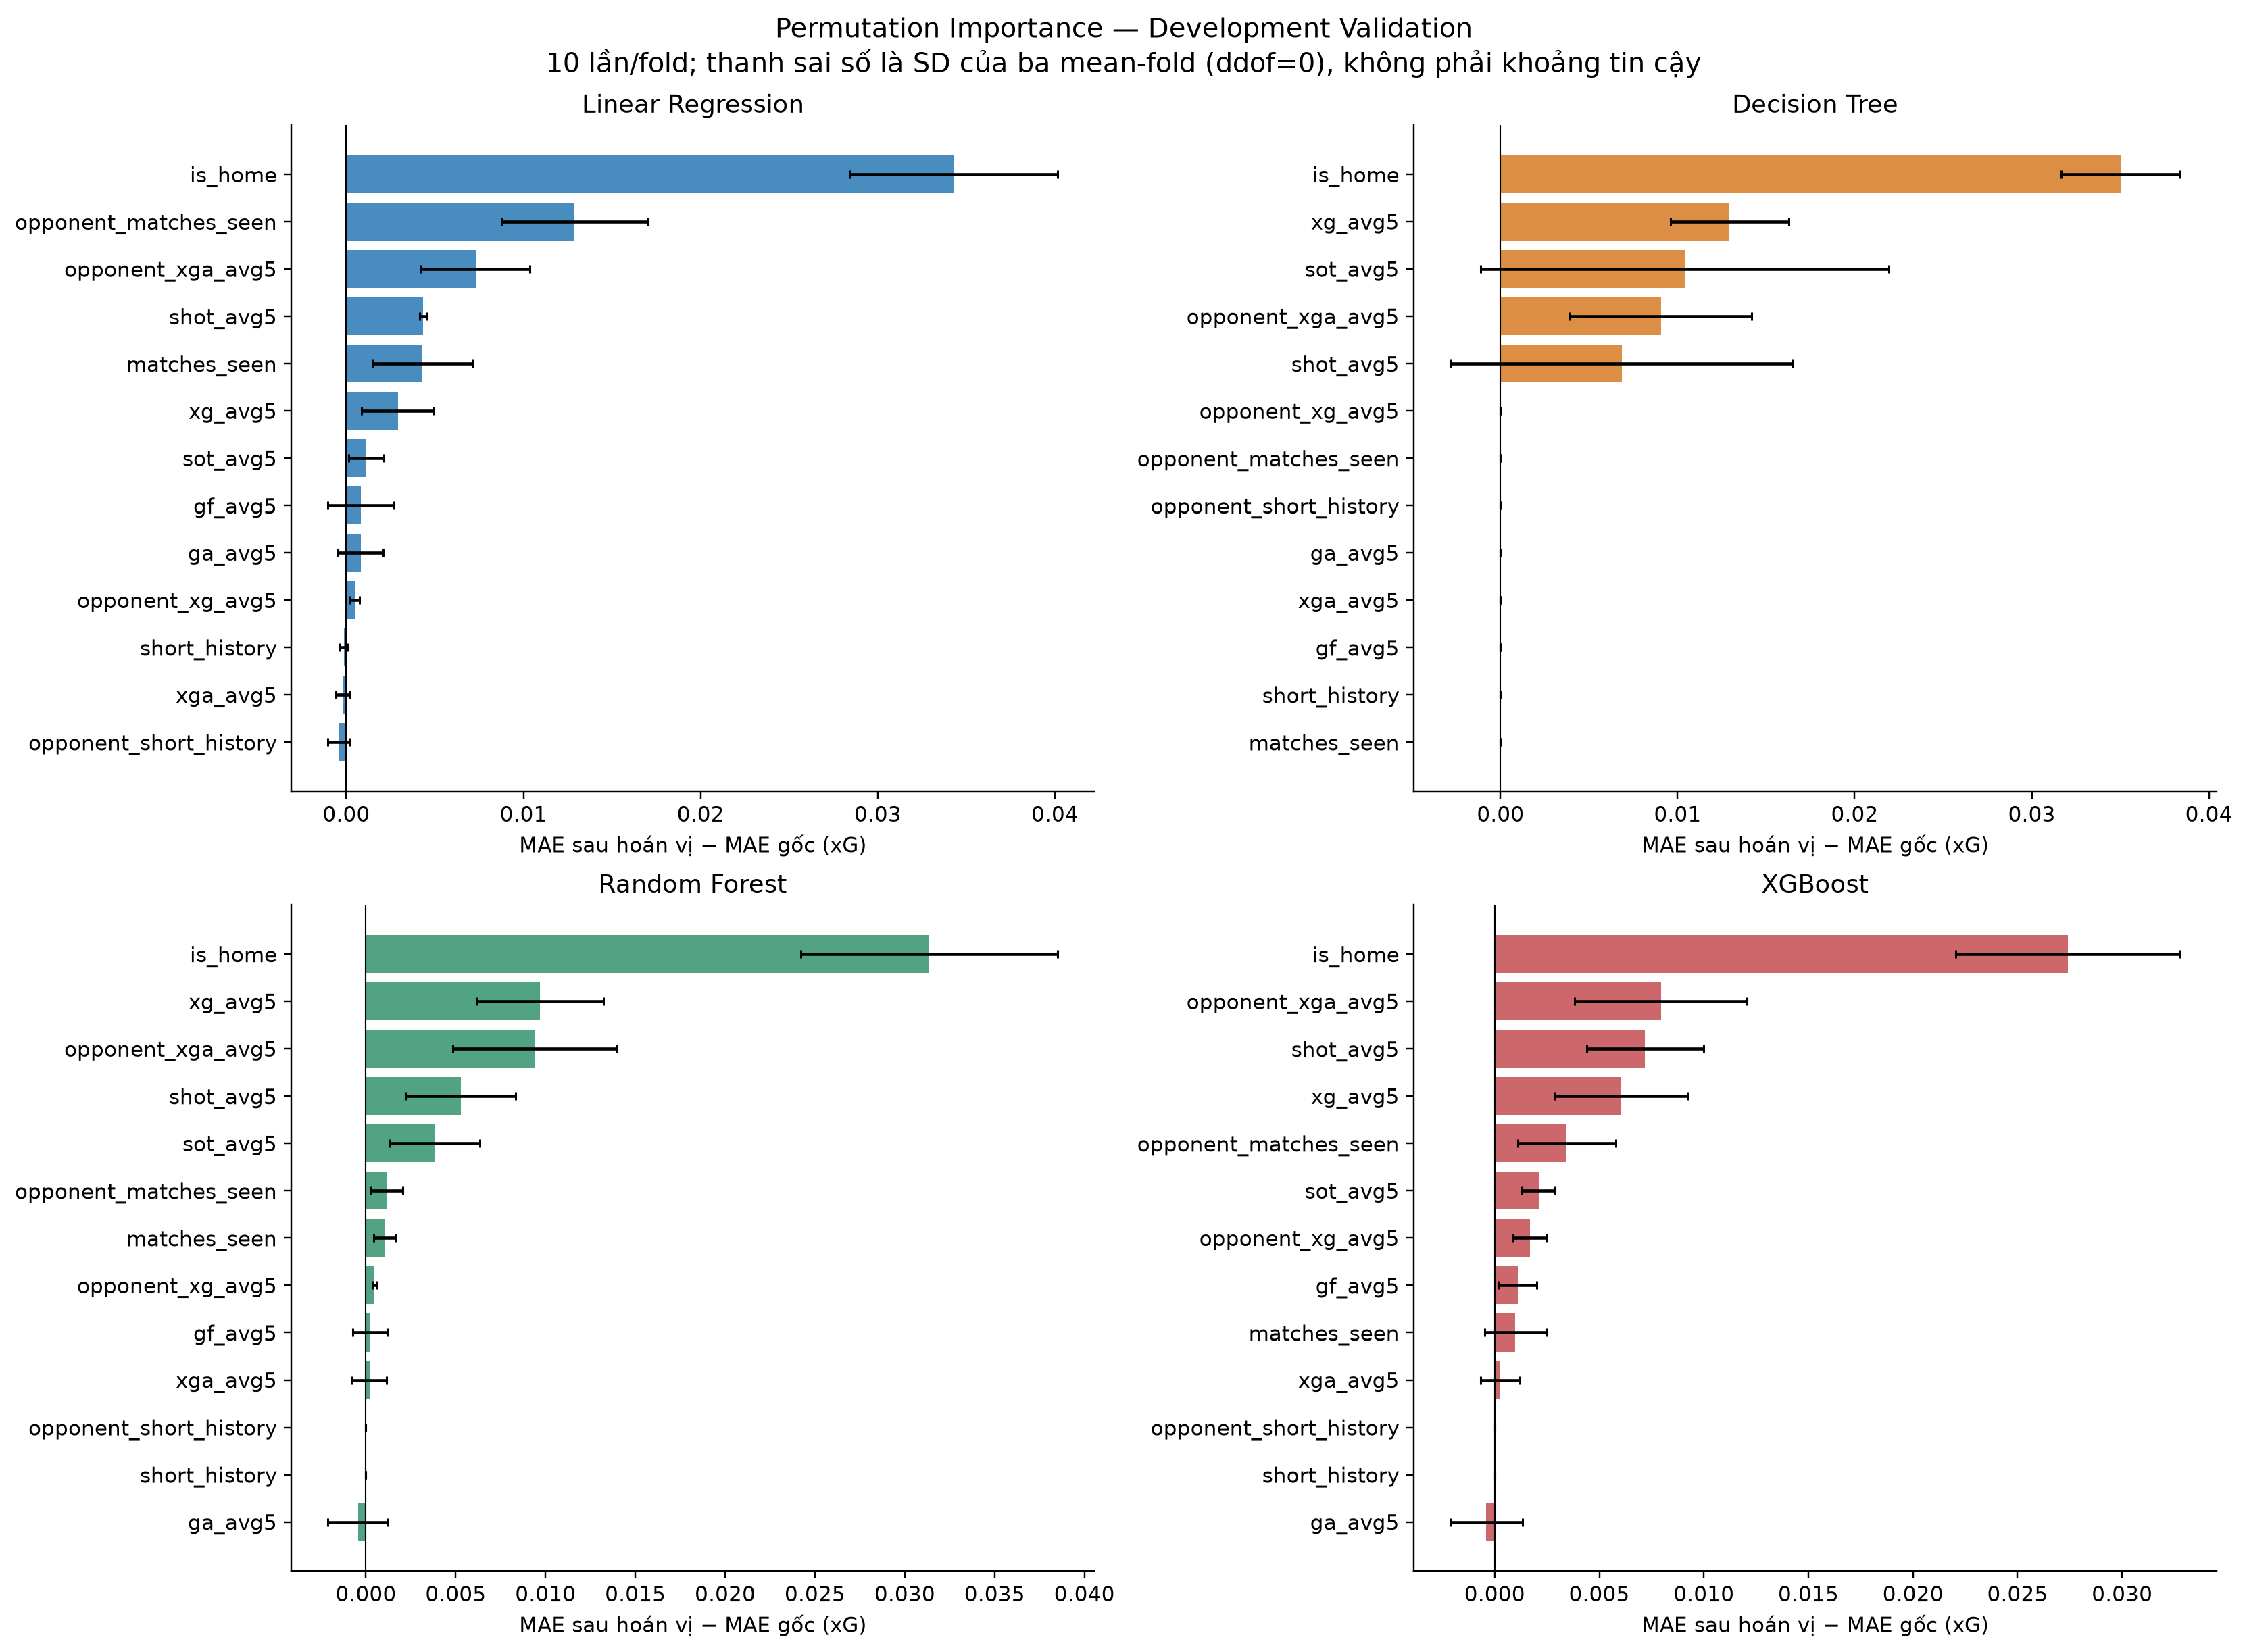 Permutation Importance — Development Validation
10 lần/fold; thanh sai số là SD của ba mean-fold (ddof=0), không phải khoảng tin cậy
Linear Regression
is_home
opponent_matches_seen
opponent_xga_avg5
shot_avg5
matches_seen
xg_avg5
sot_avg5
gf_avg5
ga_avg5
opponent_xg_avg5
short_history
xga_avg5
opponent_short_history
0.00 0.01 0.02 0.03 0.04
MAE sau hoán vị − MAE gốc (xG)
Decision Tree
is_home
xg_avg5
sot_avg5
opponent_xga_avg5
shot_avg5
opponent_xg_avg5
opponent_matches_seen
opponent_short_history
ga_avg5
xga_avg5
gf_avg5
short_history
matches_seen
0.00 0.01 0.02 0.03 0.04
MAE sau hoán vị − MAE gốc (xG)
Random Forest
is_home
xg_avg5
opponent_xga_avg5
shot_avg5
sot_avg5
opponent_matches_seen
matches_seen
opponent_xg_avg5
gf_avg5
xga_avg5
opponent_short_history
short_history
ga_avg5
0.000 0.005 0.010 0.015 0.020 0.025 0.030 0.035 0.040
MAE sau hoán vị − MAE gốc (xG)
XGBoost
is_home
opponent_xga_avg5
shot_avg5
xg_avg5
opponent_matches_seen
sot_avg5
opponent_xg_avg5
gf_avg5
matches_seen
xga_avg5
opponent_short_history
short_history
ga_avg5
0.000 0.005 0.010 0.015 0.020 0.025 0.030
MAE sau hoán vị − MAE gốc (xG)